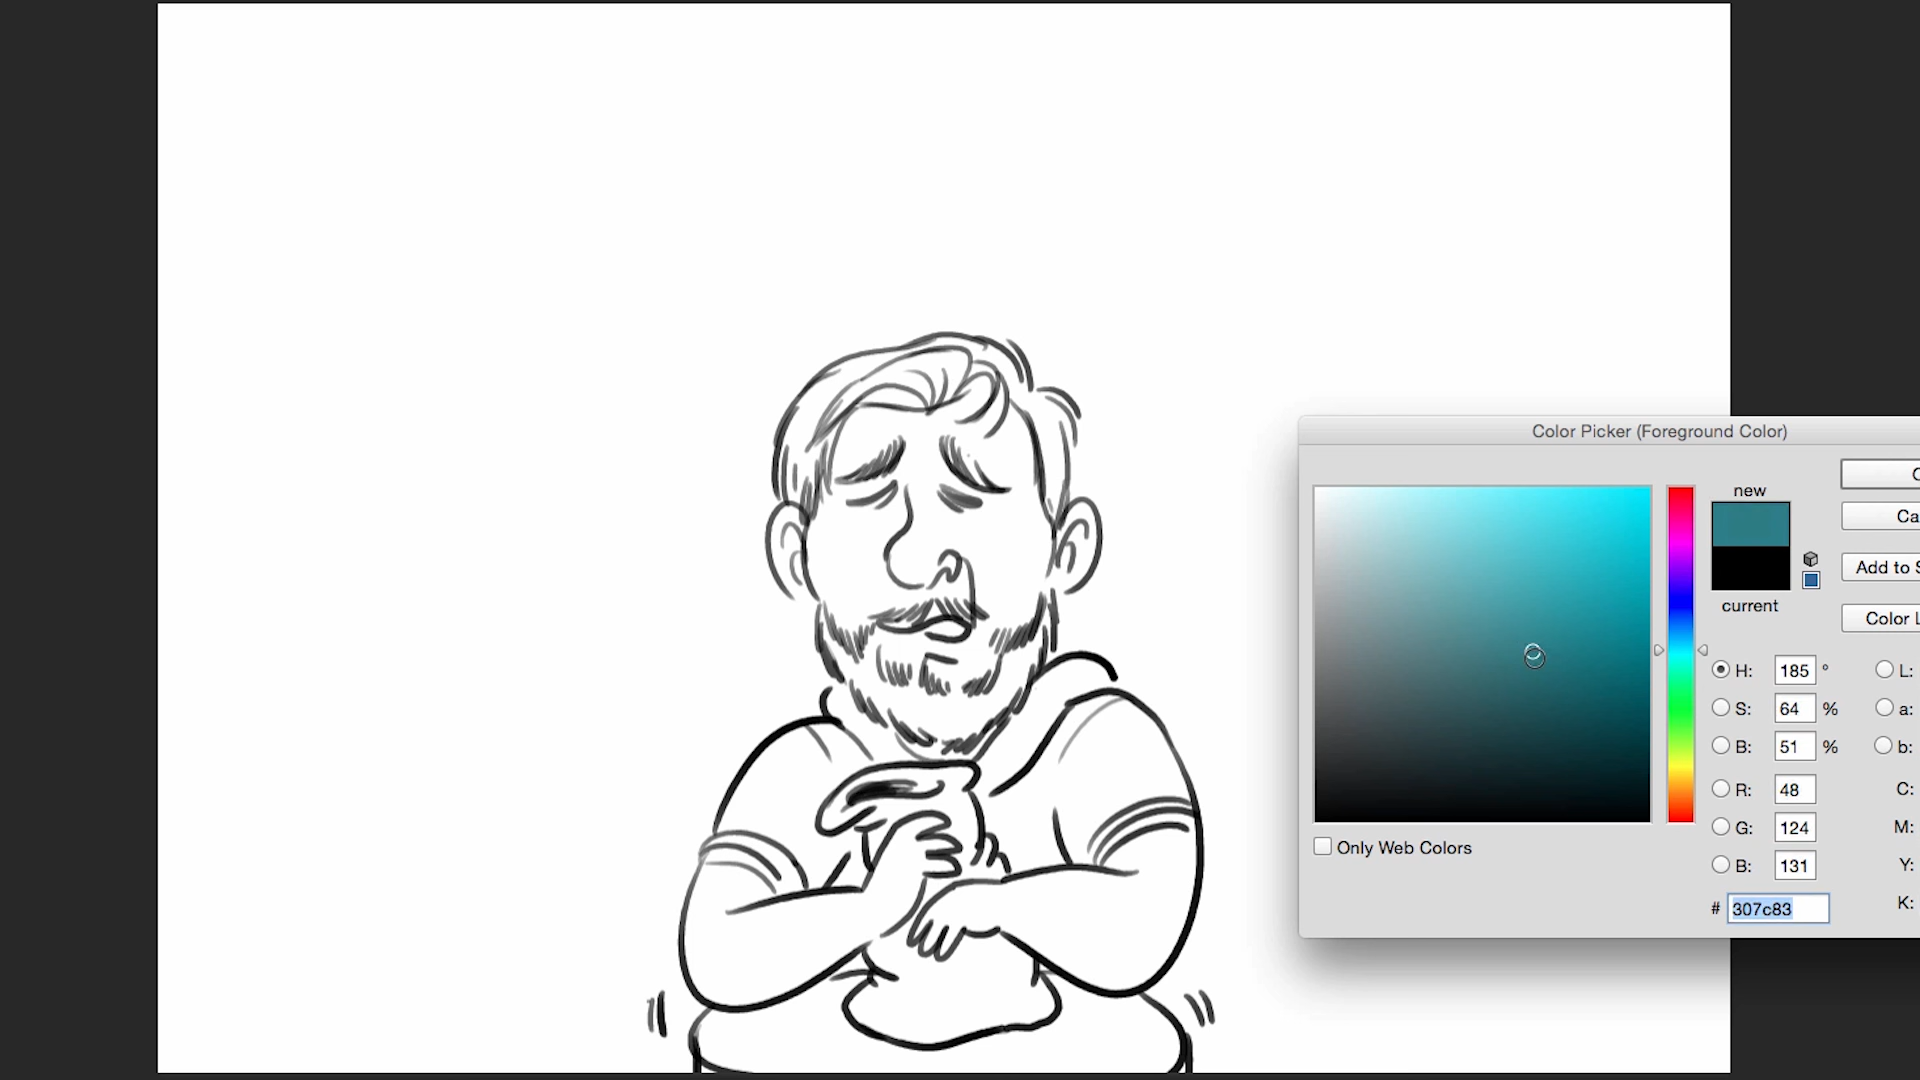 Color Picker (Foreground Color)
new
current
Add to
Color
H: 185 °
S: 64 %
B: 51 %
R: 48
G: 124
B: 131
# 307c83
L:
a:
b:
C:
M:
Y:
K:
Only Web Colors